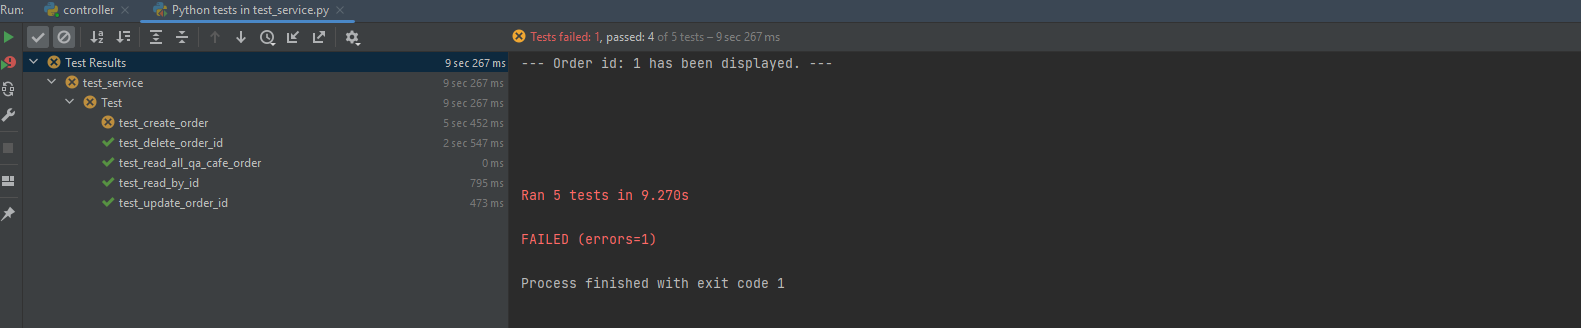 Run: controller Python tests in test_service.py
Tests failed: 1, passed: 4 of 5 tests – 9 sec 267 ms
Test Results 9 sec 267 ms
test_service 9 sec 267 ms
Test 9 sec 267 ms
test_create_order 5 sec 452 ms
test_delete_order_id 2 sec 547 ms
test_read_all_qa_cafe_order 0 ms
test_read_by_id 795 ms
test_update_order_id 473 ms
--- Order id: 1 has been displayed. ---
Ran 5 tests in 9.270s
FAILED (errors=1)
Process finished with exit code 1